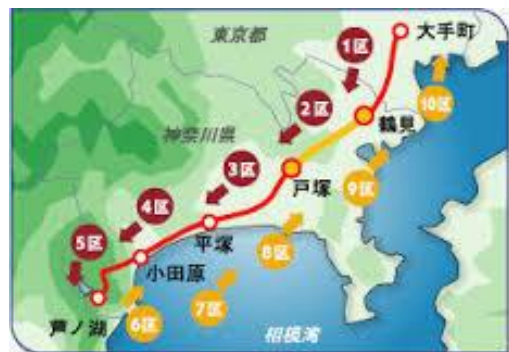 東京都
大手町
1区
10区
2区
鶴見
神奈川県
3区
戸塚
9区
4区
平塚
8区
5区
小田原
7区
芦ノ湖
6区
相模湾